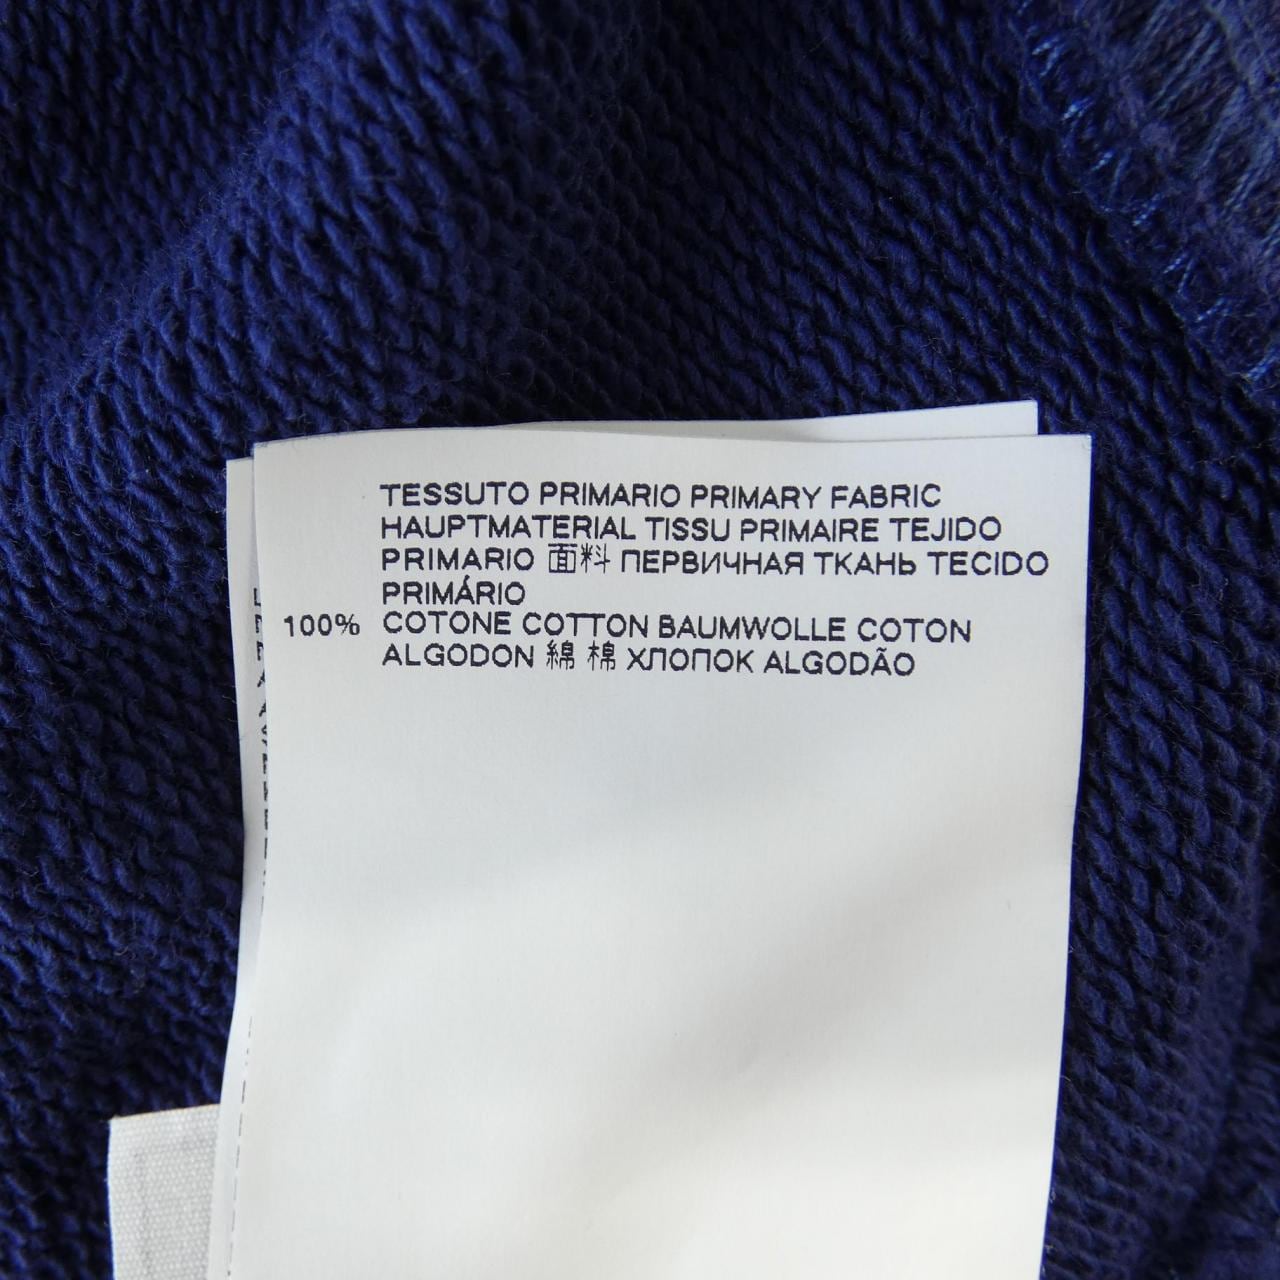 TESSUTO PRIMARIO PRIMARY FABRIC
HAUPTMATERIAL TISSU PRIMAIRE TEJIDO
PRIMARIO 面料 ПЕРВИЧНАЯ ТКАНЬ TECIDO
PRIMÁRIO
100% COTONE COTTON BAUMWOLLE COTON
ALGODON 綿 棉 ХЛОПОК ALGODÃO